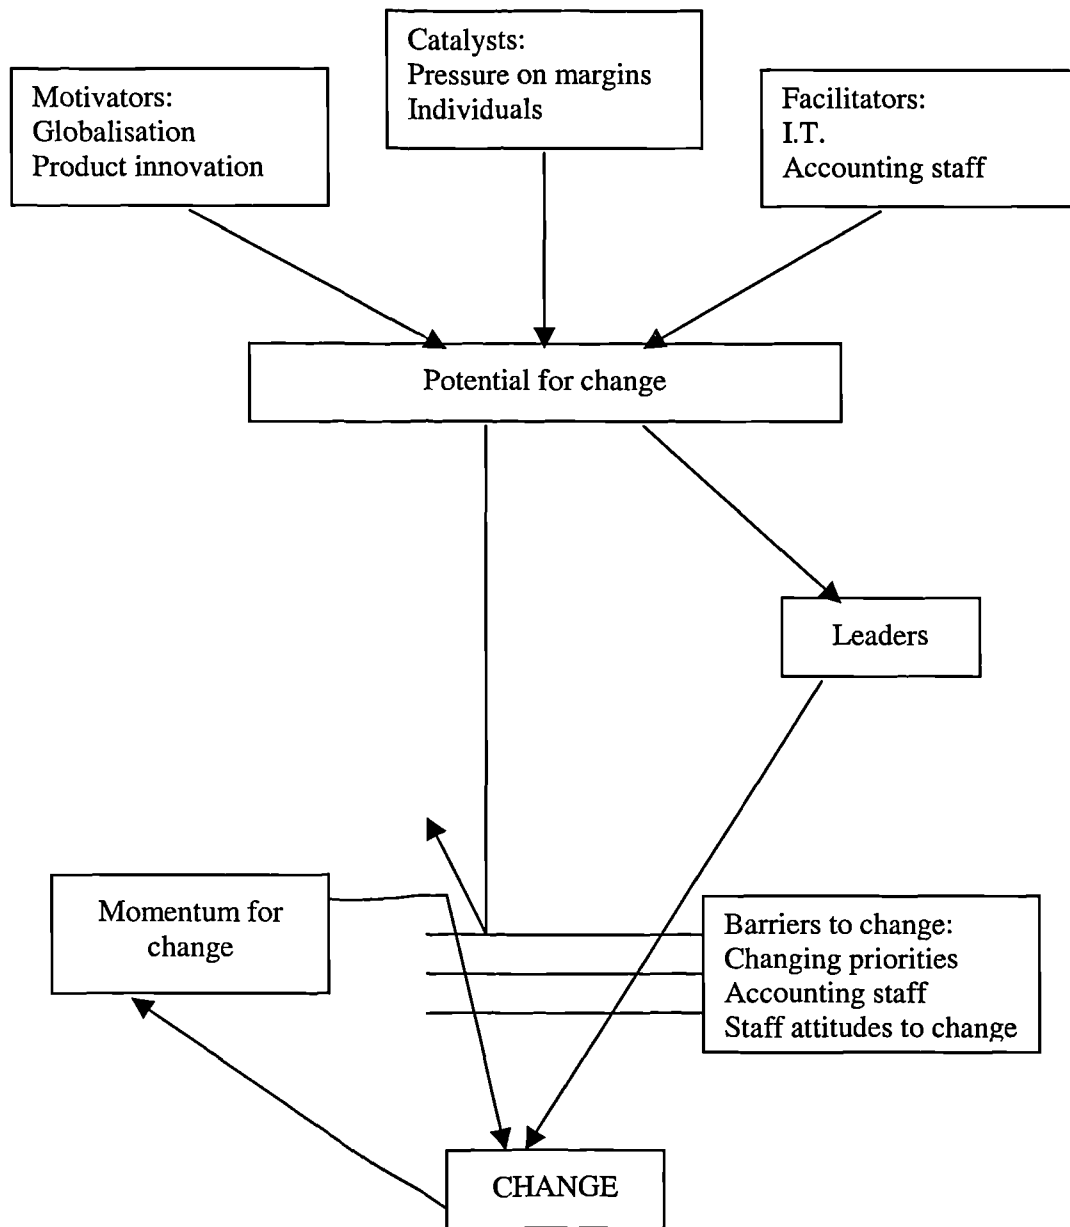 Catalysts:
Pressure on margins
Individuals
Motivators:
Globalisation
Product innovation
Facilitators:
I.T.
Accounting staff
Potential for change
Leaders
Momentum for
change
Barriers to change:
Changing priorities
Accounting staff
Staff attitudes to change
CHANGE